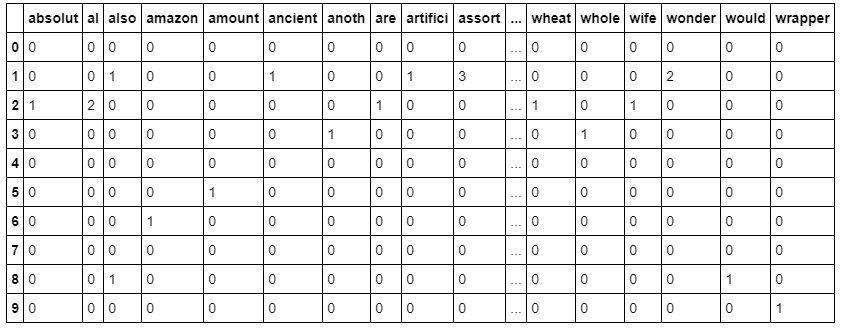 absolut al also amazon amount ancient anoth are artifici assort ... wheat whole wife wonder would wrapper
0 0 0 0 0 0 0 0 0 0 0 ... 0 0 0 0 0 0
1 0 0 1 0 0 1 0 0 1 3 ... 0 0 0 2 0 0
2 1 2 0 0 0 0 0 1 0 0 ... 1 0 1 0 0 0
3 0 0 0 0 0 0 1 0 0 0 ... 0 1 0 0 0 0
4 0 0 0 0 0 0 0 0 0 0 ... 0 0 0 0 0 0
5 0 0 0 0 1 0 0 0 0 0 ... 0 0 0 0 0 0
6 0 0 0 1 0 0 0 0 0 0 ... 0 0 0 0 0 0
7 0 0 0 0 0 0 0 0 0 0 ... 0 0 0 0 0 0
8 0 0 1 0 0 0 0 0 0 0 ... 0 0 0 0 1 0
9 0 0 0 0 0 0 0 0 0 0 ... 0 0 0 0 0 1